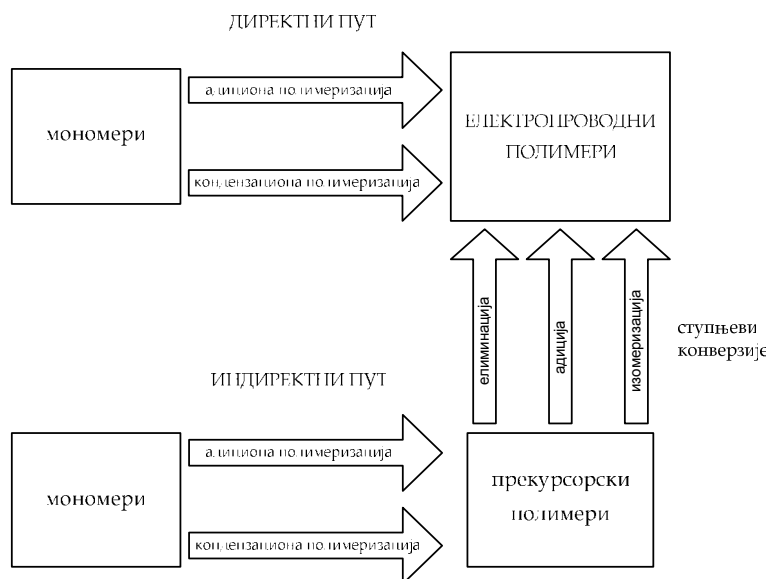 ДИРЕКТНИ ПУТ
мономери
адициона полимеризација
кондензациона полимеризација
ЕЛЕКТРОПРОВОДНИ
ПОЛИМЕРИ
елиминација
адиција
изомеризација
ступњеви
конверзије
ИНДИРЕКТНИ ПУТ
мономери
адициона полимеризација
кондензациона полимеризација
прекурсорски
полимери